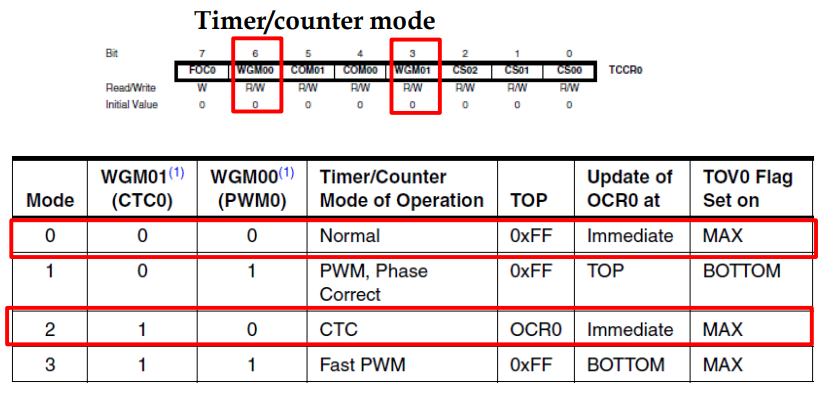 Timer/counter mode
Bit 7 6 5 4 3 2 1 0
FOC0 WGM00 COM01 COM00 WGM01 CS02 CS01 CS00 TCCR0
Read/Write W R/W R/W R/W R/W R/W R/W R/W
Initial Value 0 0 0 0 0 0 0 0
Mode WGM01(1) (CTC0) WGM00(1) (PWM0) Timer/Counter Mode of Operation TOP Update of OCR0 at TOV0 Flag Set on
0 0 0 Normal 0xFF Immediate MAX
1 0 1 PWM, Phase Correct 0xFF TOP BOTTOM
2 1 0 CTC OCR0 Immediate MAX
3 1 1 Fast PWM 0xFF BOTTOM MAX